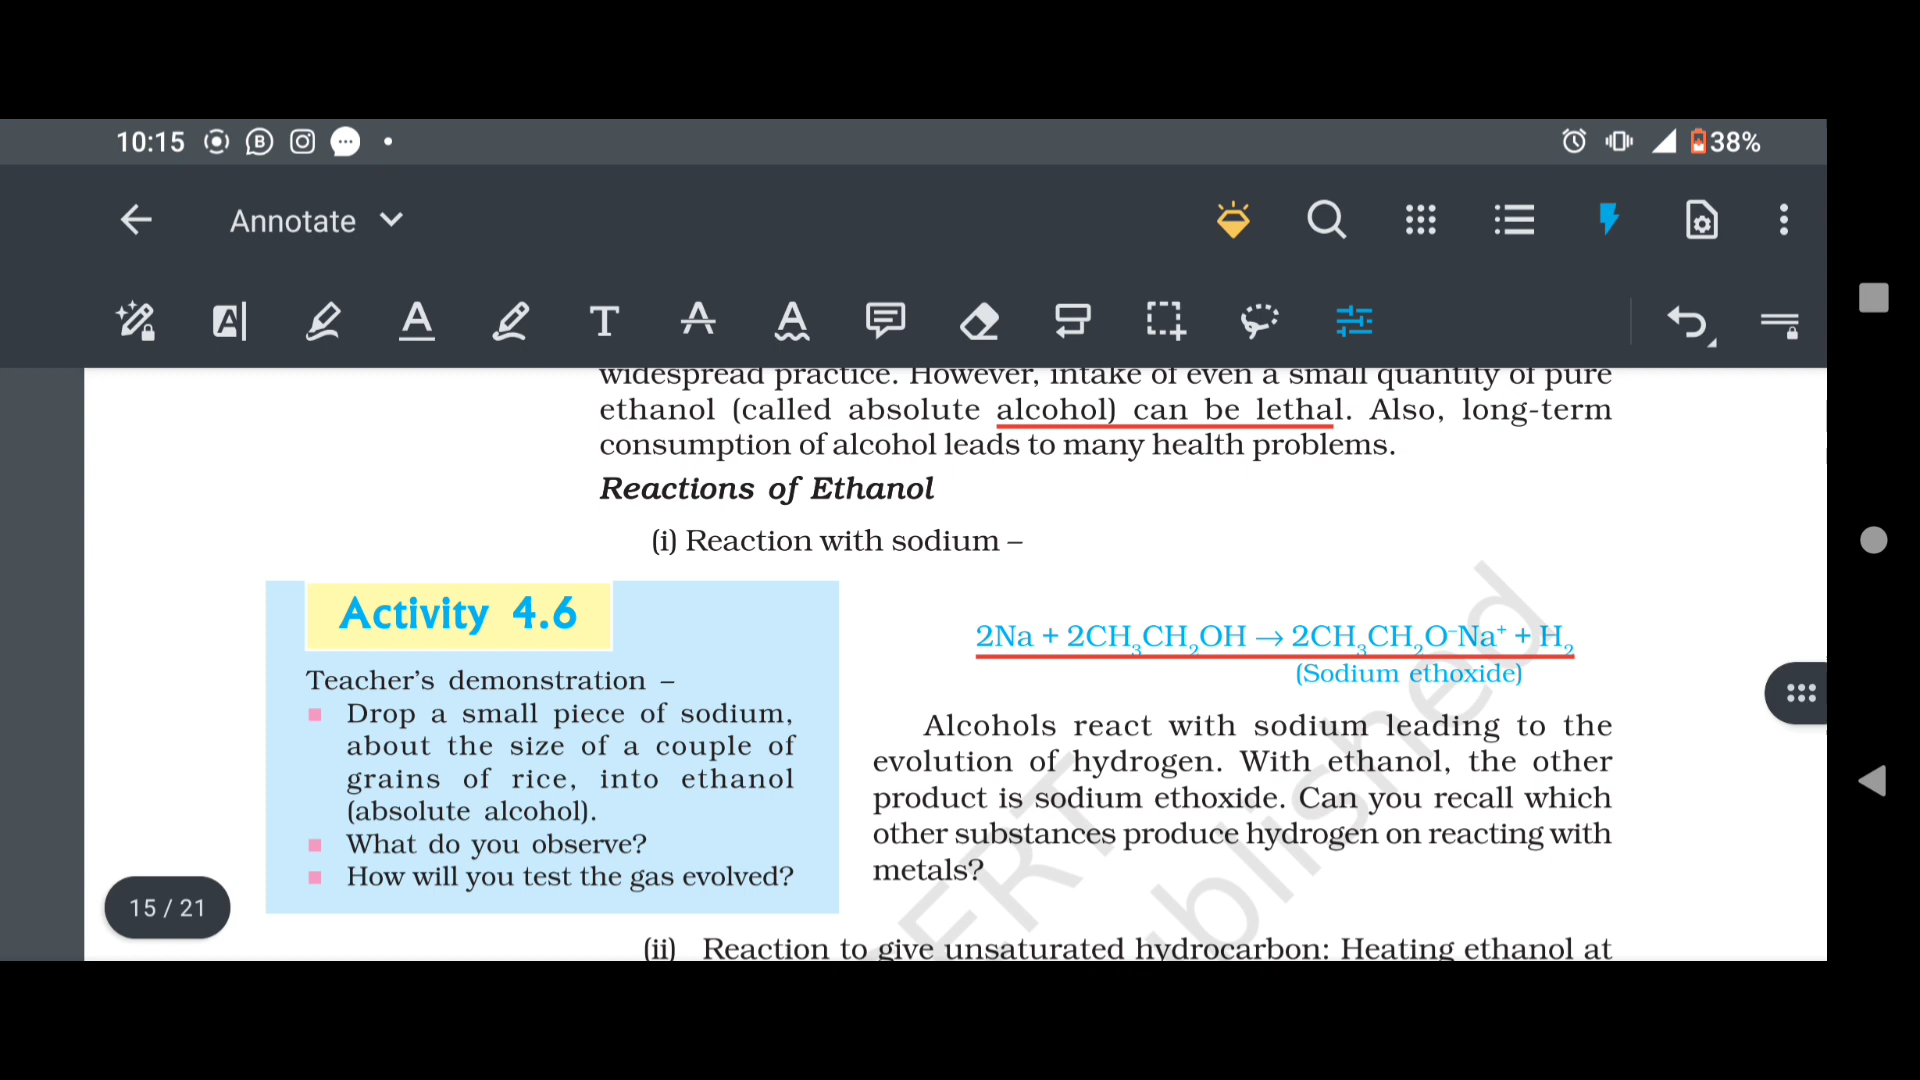 10:15
38%
Annotate
widespread practice. However, intake of even a small quantity of pure
ethanol (called absolute alcohol) can be lethal. Also, long-term
consumption of alcohol leads to many health problems.
Reactions of Ethanol
(i) Reaction with sodium –
Activity 4.6
Teacher’s demonstration –
Drop a small piece of sodium,
about the size of a couple of
grains of rice, into ethanol
(absolute alcohol).
What do you observe?
How will you test the gas evolved?
2Na + 2CH₃CH₂OH → 2CH₃CH₂O⁻Na⁺ + H₂
(Sodium ethoxide)
Alcohols react with sodium leading to the
evolution of hydrogen. With ethanol, the other
product is sodium ethoxide. Can you recall which
other substances produce hydrogen on reacting with
metals?
15 / 21
(ii) Reaction to give unsaturated hydrocarbon: Heating ethanol at